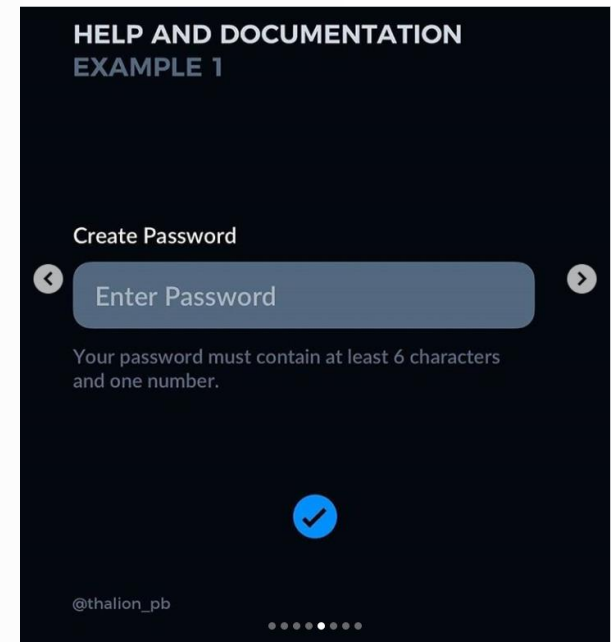 HELP AND DOCUMENTATION
EXAMPLE 1
Create Password
Enter Password
Your password must contain at least 6 characters
and one number.
@thalion_pb